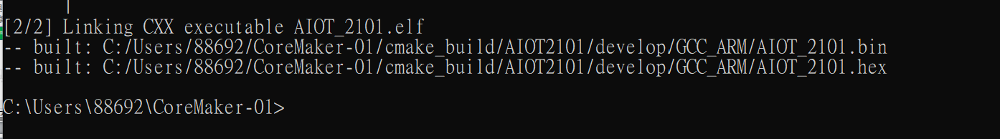 [2/2] Linking CXX executable AIOT_2101.elf
-- built: C:/Users/88692/CoreMaker-01/cmake_build/AIOT2101/develop/GCC_ARM/AIOT_2101.bin
-- built: C:/Users/88692/CoreMaker-01/cmake_build/AIOT2101/develop/GCC_ARM/AIOT_2101.hex
C:\Users\88692\CoreMaker-01>